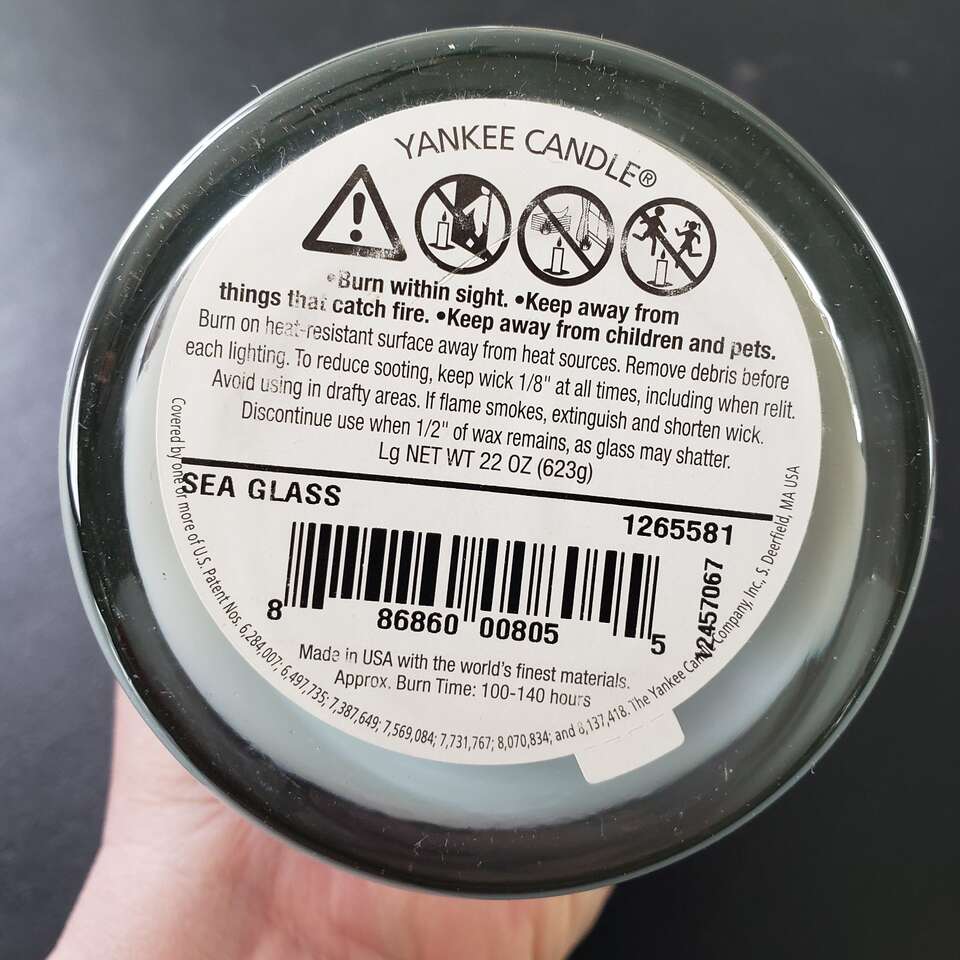 YANKEE CANDLE®
•Burn within sight. •Keep away from
things that catch fire. •Keep away from children and pets.
Burn on heat-resistant surface away from heat sources. Remove debris before
each lighting. To reduce sooting, keep wick 1/8" at all times, including when relit.
Avoid using in drafty areas. If flame smokes, extinguish and shorten wick.
Discontinue use when 1/2" of wax remains, as glass may shatter.
Lg NET WT 22 OZ (623g)
SEA GLASS
1265581
8 86860 00805 5
V2457067
Made in USA with the world's finest materials.
Approx. Burn Time: 100-140 hours
Covered by one or more of U.S. Patent Nos. 6,284,007; 6,497,735; 7,387,649; 7,569,084; 7,731,767; 8,070,834; and 8,137,418. The Yankee Candle Company, Inc., S. Deerfield, MA USA